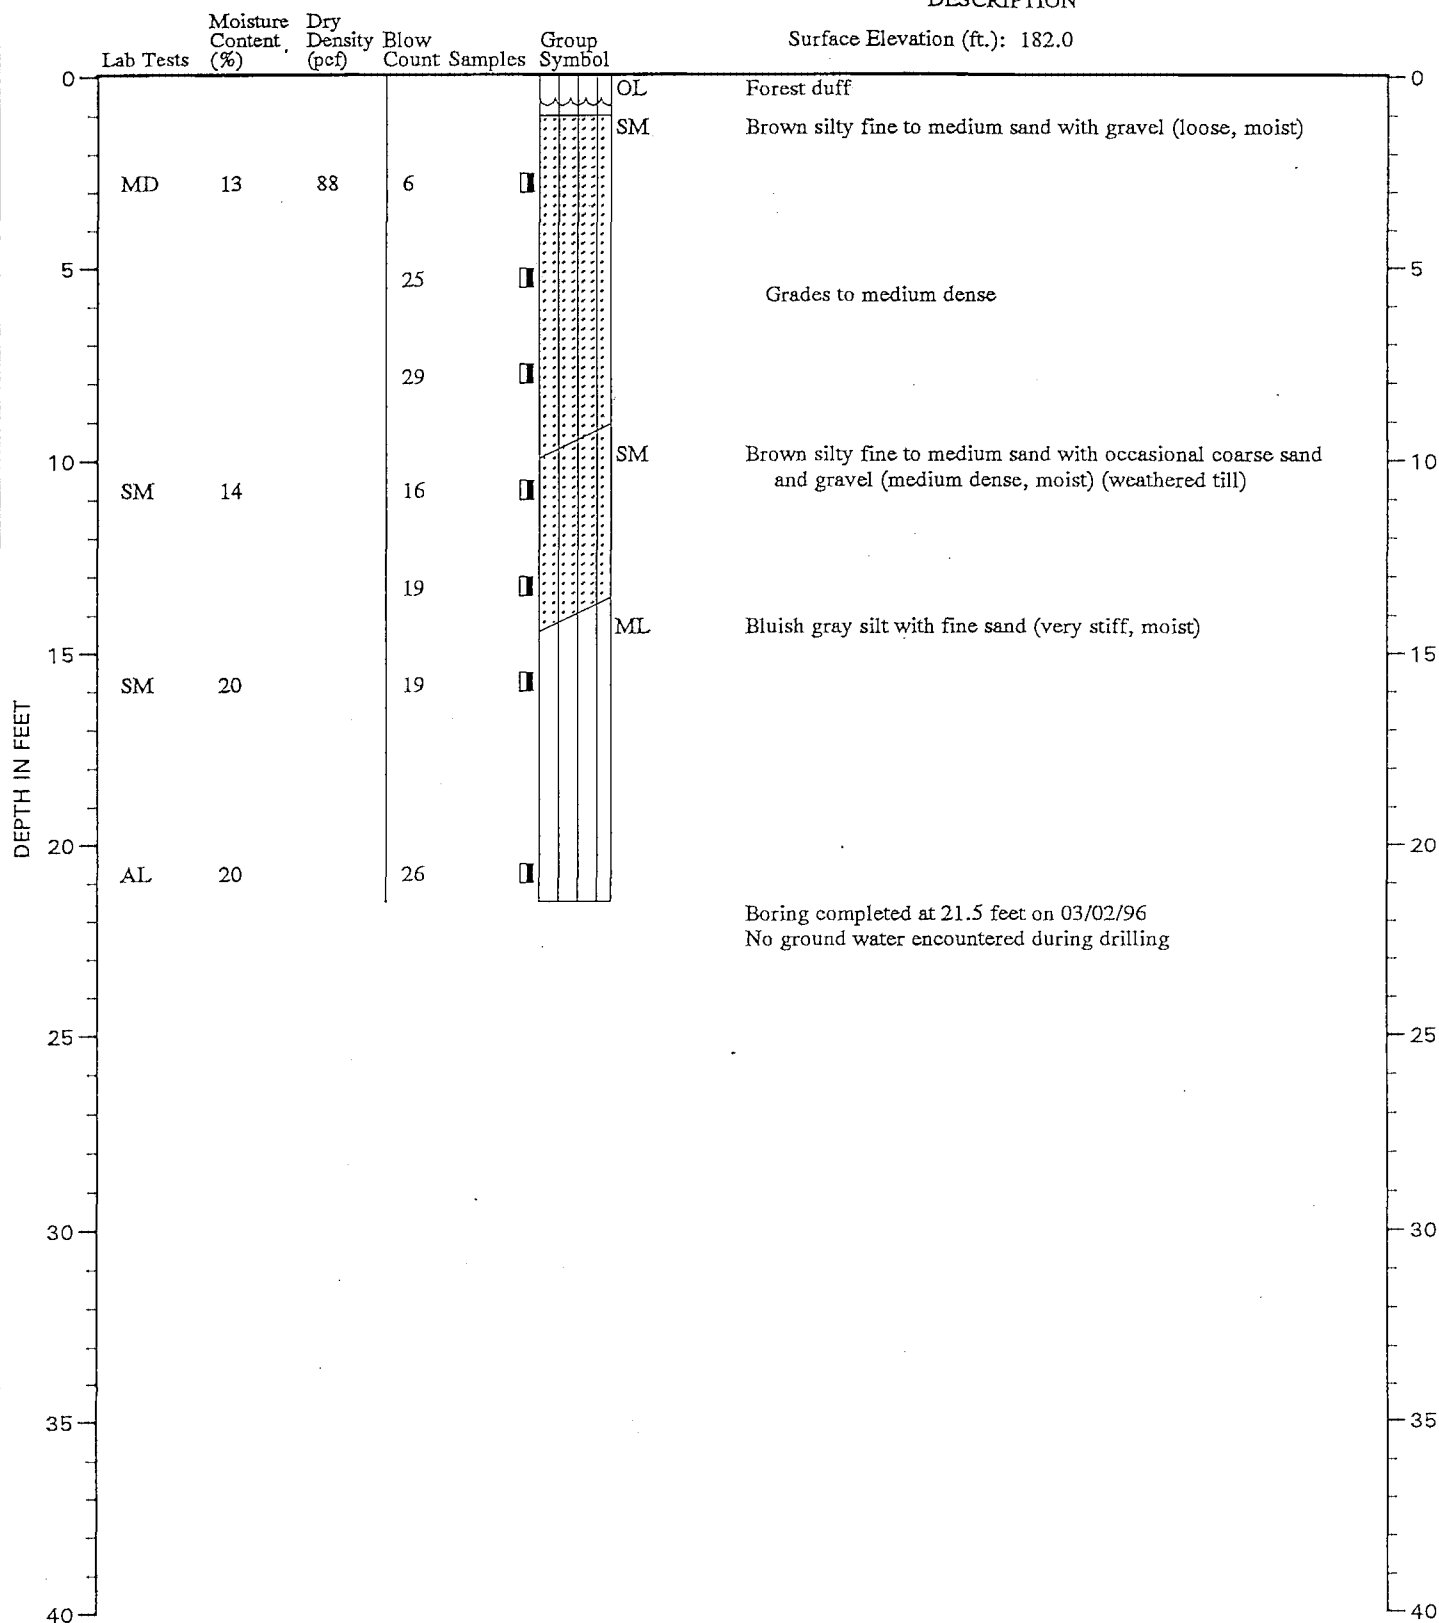 DESCRIPTION
Surface Elevation (ft.): 182.0
Lab Tests
Moisture Content (%)
Dry Density (pcf)
Blow Count
Samples
Group Symbol
0 OL Forest duff 0
SM Brown silty fine to medium sand with gravel (loose, moist)
MD 13 88 6
5 25 5
Grades to medium dense
29
10 SM Brown silty fine to medium sand with occasional coarse sand 10
and gravel (medium dense, moist) (weathered till)
SM 14 16
19
ML Bluish gray silt with fine sand (very stiff, moist)
15 15
SM 20 19
DEPTH IN FEET
20 20
AL 20 26
Boring completed at 21.5 feet on 03/02/96
No ground water encountered during drilling
25 25
30 30
35 35
40 40